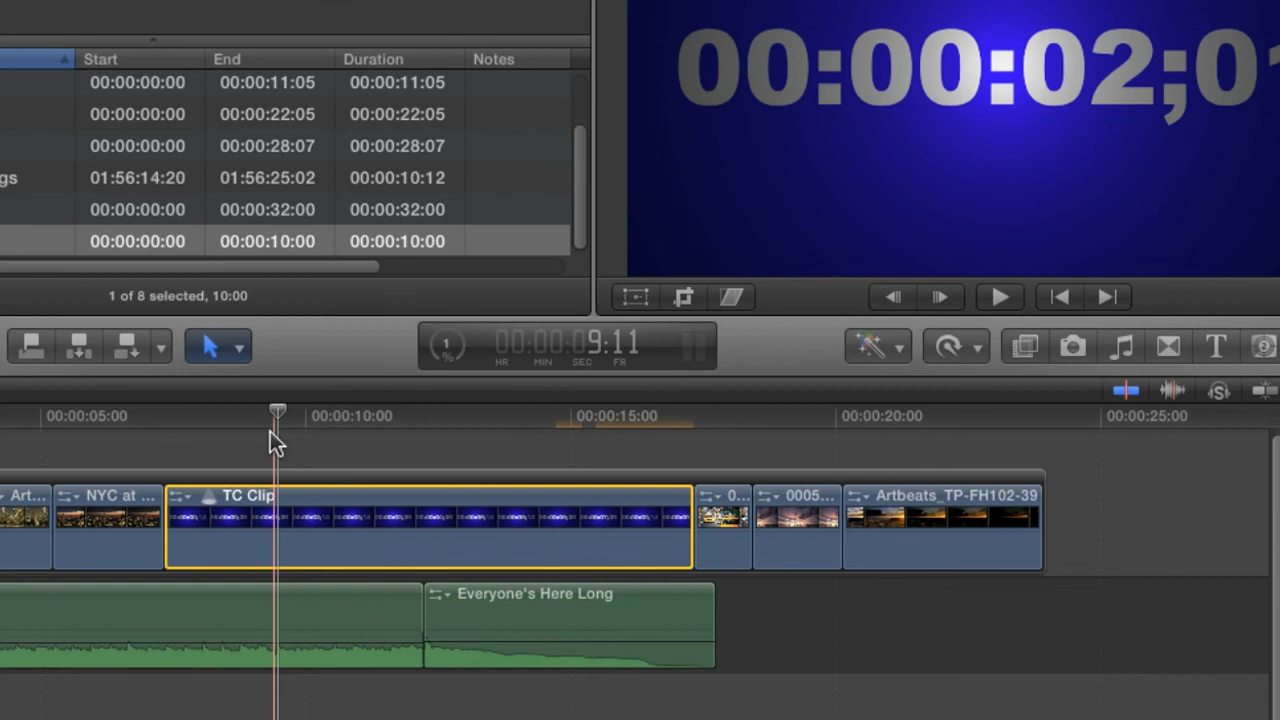 00:00:02;01
Start End Duration Notes
00:00:00:00 00:00:11:05 00:00:11:05
00:00:00:00 00:00:22:05 00:00:22:05
00:00:00:00 00:00:28:07 00:00:28:07
gs 01:56:14:20 01:56:25:02 00:00:10:12
00:00:00:00 00:00:32:00 00:00:32:00
00:00:00:00 00:00:10:00 00:00:10:00
1 of 8 selected, 10:00
1 % 00:00:09:11
HR MIN SEC FR
T 2
S
00:00:05:00 00:00:10:00 00:00:15:00 00:00:20:00 00:00:25:00
Art... NYC at ... TC Clip 0... 0005... Artbeats_TP-FH102-39
Everyone's Here Long